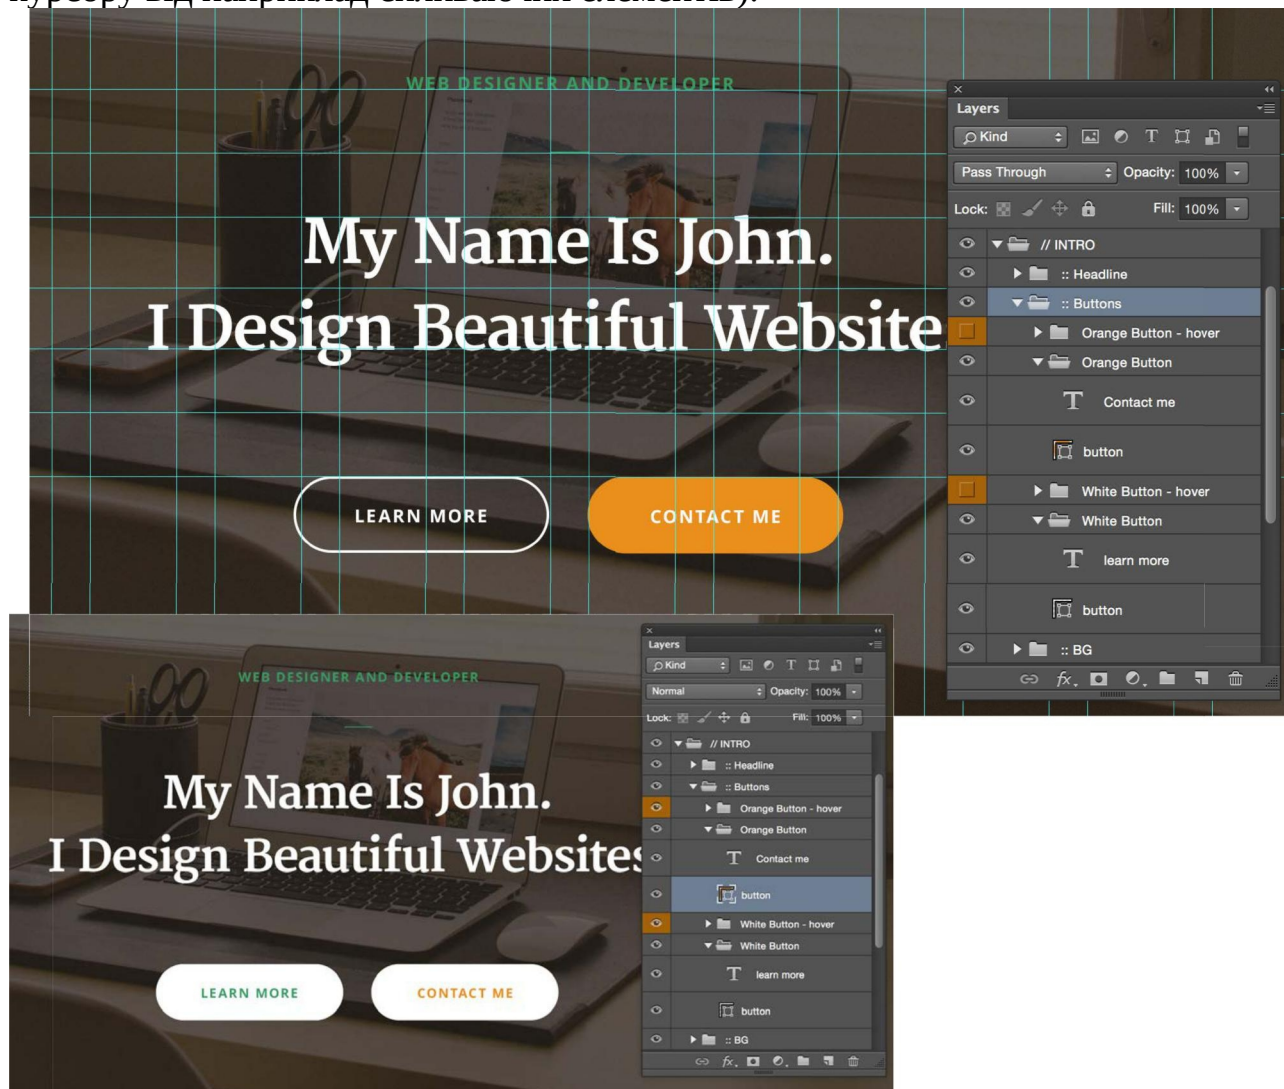 WEB DESIGNER AND DEVELOPER
My Name Is John.
I Design Beautiful Website
LEARN MORE
CONTACT ME
Layers
Kind
Pass Through
Opacity: 100%
Lock:
Fill: 100%
// INTRO
:: Headline
:: Buttons
Orange Button - hover
Orange Button
T Contact me
button
White Button - hover
White Button
T learn more
button
:: BG
fx.
WEB DESIGNER AND DEVELOPER
My Name Is John.
I Design Beautiful Websites
LEARN MORE
CONTACT ME
Layers
Kind
Normal
Opacity: 100%
Lock:
Fill: 100%
// INTRO
:: Headline
:: Buttons
Orange Button - hover
Orange Button
T Contact me
button
White Button - hover
White Button
T learn more
button
:: BG
fx.